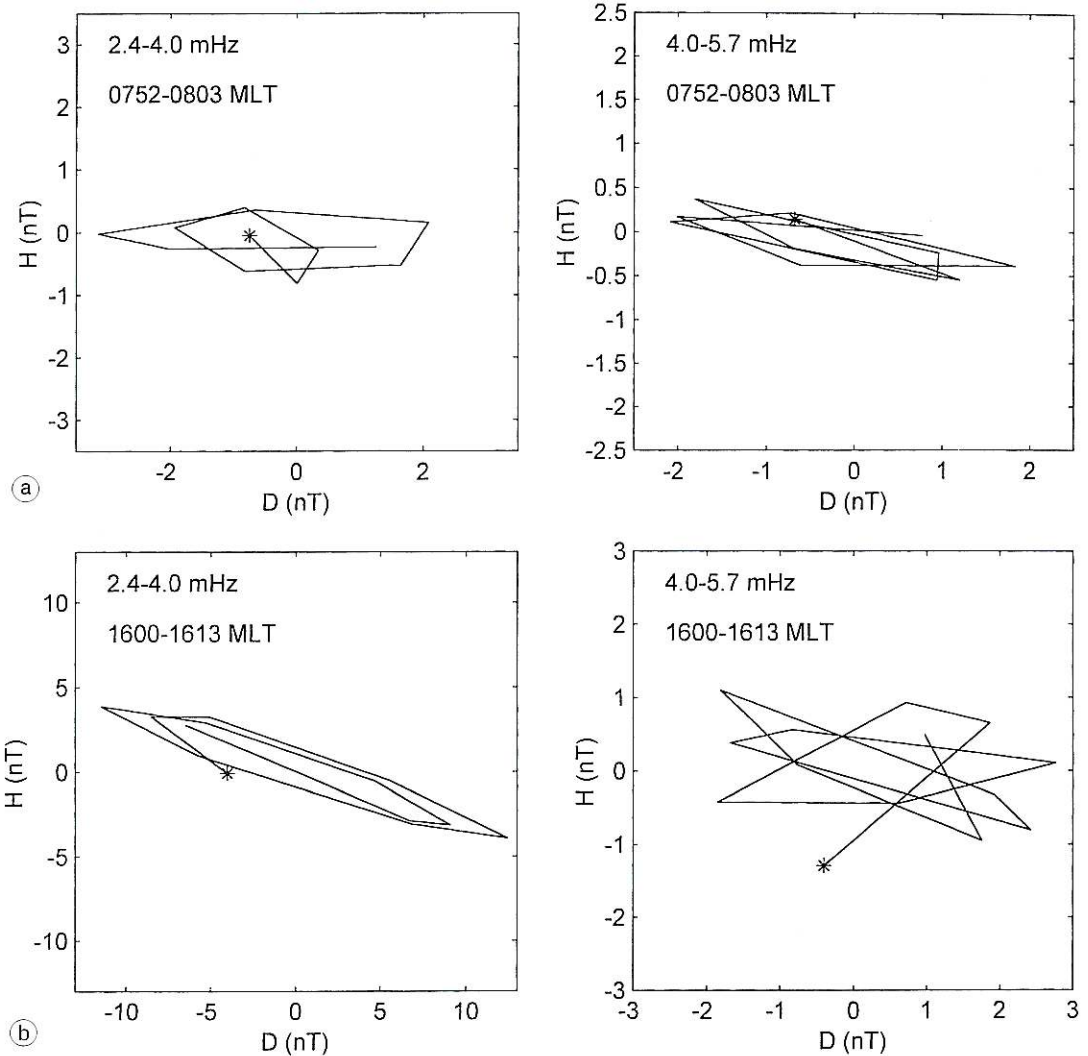 2.4-4.0 mHz
0752-0803 MLT
3
2
1
0
-1
-2
-3
H (nT)
-2 0 2
D (nT)
4.0-5.7 mHz
0752-0803 MLT
2.5
2
1.5
1
0.5
0
-0.5
-1
-1.5
-2
-2.5
H (nT)
-2 -1 0 1 2
D (nT)
a
2.4-4.0 mHz
1600-1613 MLT
10
5
0
-5
-10
H (nT)
-10 -5 0 5 10
D (nT)
4.0-5.7 mHz
1600-1613 MLT
3
2
1
0
-1
-2
-3
H (nT)
-3 -2 -1 0 1 2 3
D (nT)
b